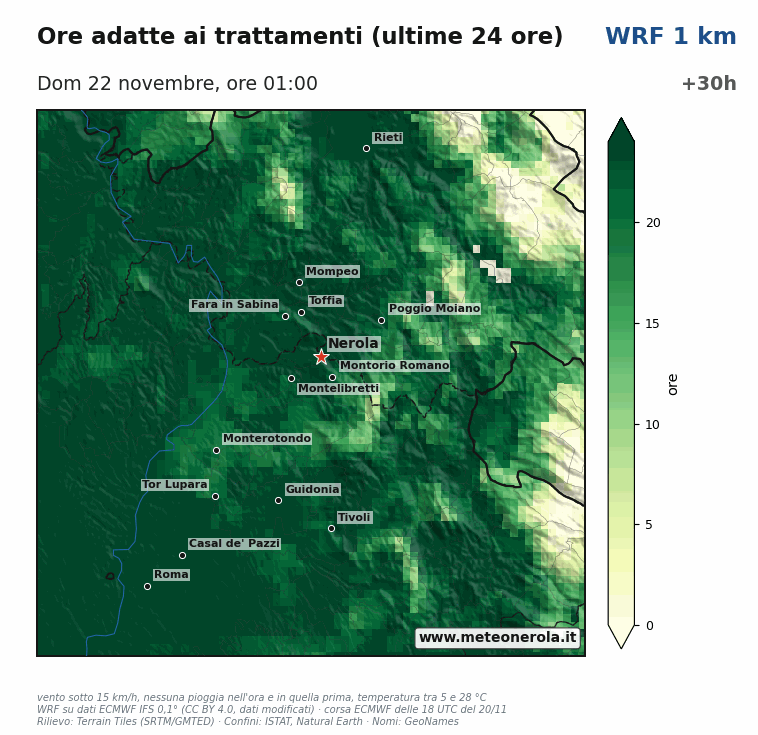 Ore adatte ai trattamenti (ultime 24 ore)
WRF 1 km
Dom 22 novembre, ore 01:00
+30h
Rieti
Mompeo
Fara in Sabina
Toffia
Poggio Moiano
Nerola
Montorio Romano
Montelibretti
Monterotondo
Tor Lupara
Guidonia
Tivoli
Casal de' Pazzi
Roma
www.meteonerola.it
20
15
10
5
0
ore
vento sotto 15 km/h, nessuna pioggia nell'ora e in quella prima, temperatura tra 5 e 28 °C
WRF su dati ECMWF IFS 0,1° (CC BY 4.0, dati modificati) · corsa ECMWF delle 18 UTC del 20/11
Rilievo: Terrain Tiles (SRTM/GMTED) · Confini: ISTAT, Natural Earth · Nomi: GeoNames